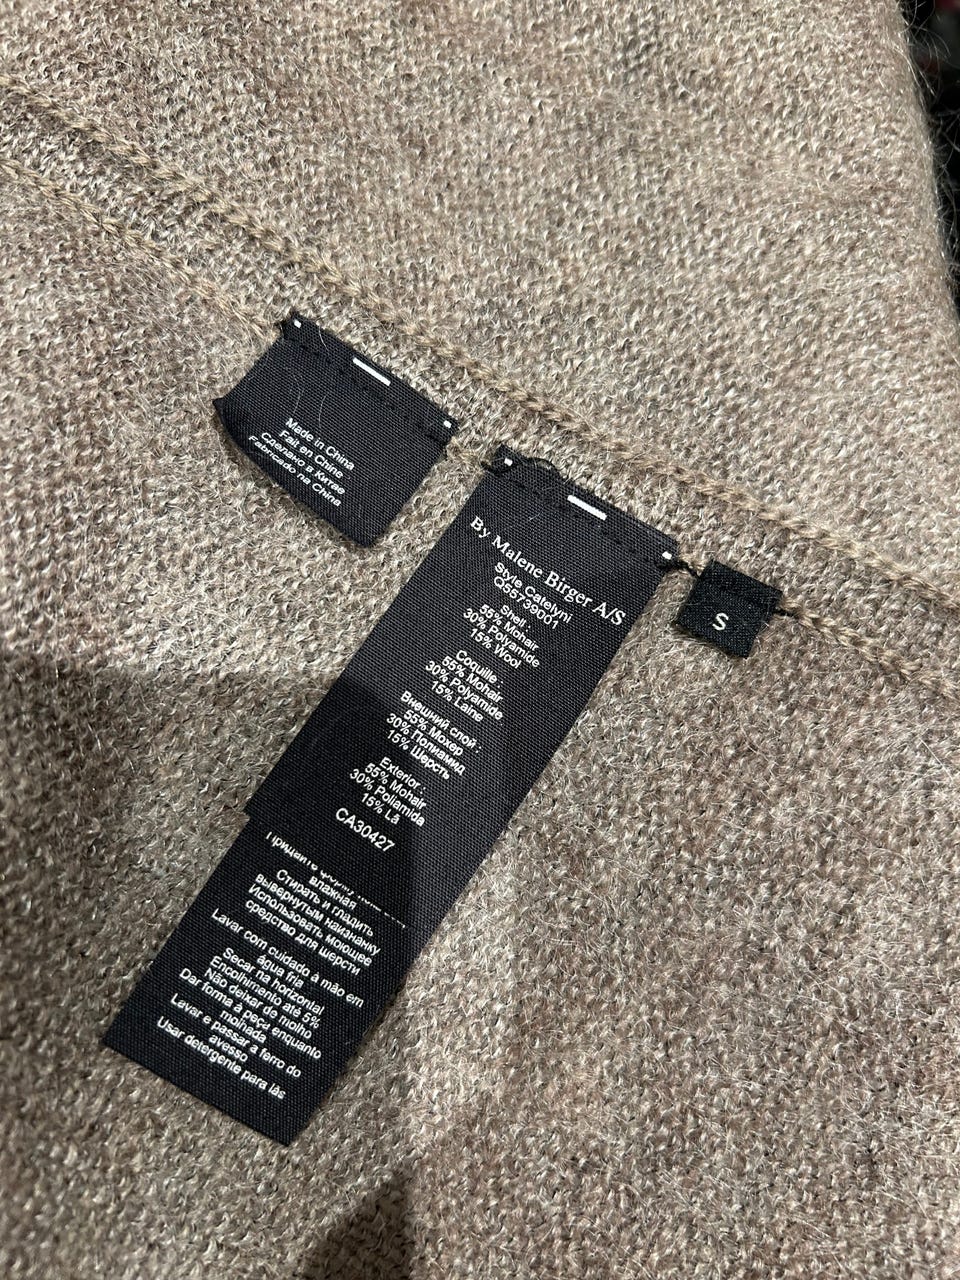 Made in China
Fait en Chine
Сделано в Китае
Fabricado na China
By Malene Birger A/S
Style Catelyni
Q55739001
Shell :
55% Mohair
30% Polyamide
15% Wool
Coquille :
55% Mohair
30% Polyamide
15% Laine
Внешний слой :
55% Мохер
30% Полиамид
15% Шерсть
Exterior :
55% Mohair
30% Poliamida
15% Lã
CA30427
Придайте форму
влажная
Стирать и гладить
вывернутым наизнанку
Использовать моющее
средство для шерсти
Lavar com cuidado à mão em
água fria
Secar na horizontal
Encolhimento até 5%
Não deixar de molho
Dar forma à peça enquanto
molhada
Lavar e passar a ferro do
avesso
Usar detergente para lãs
S